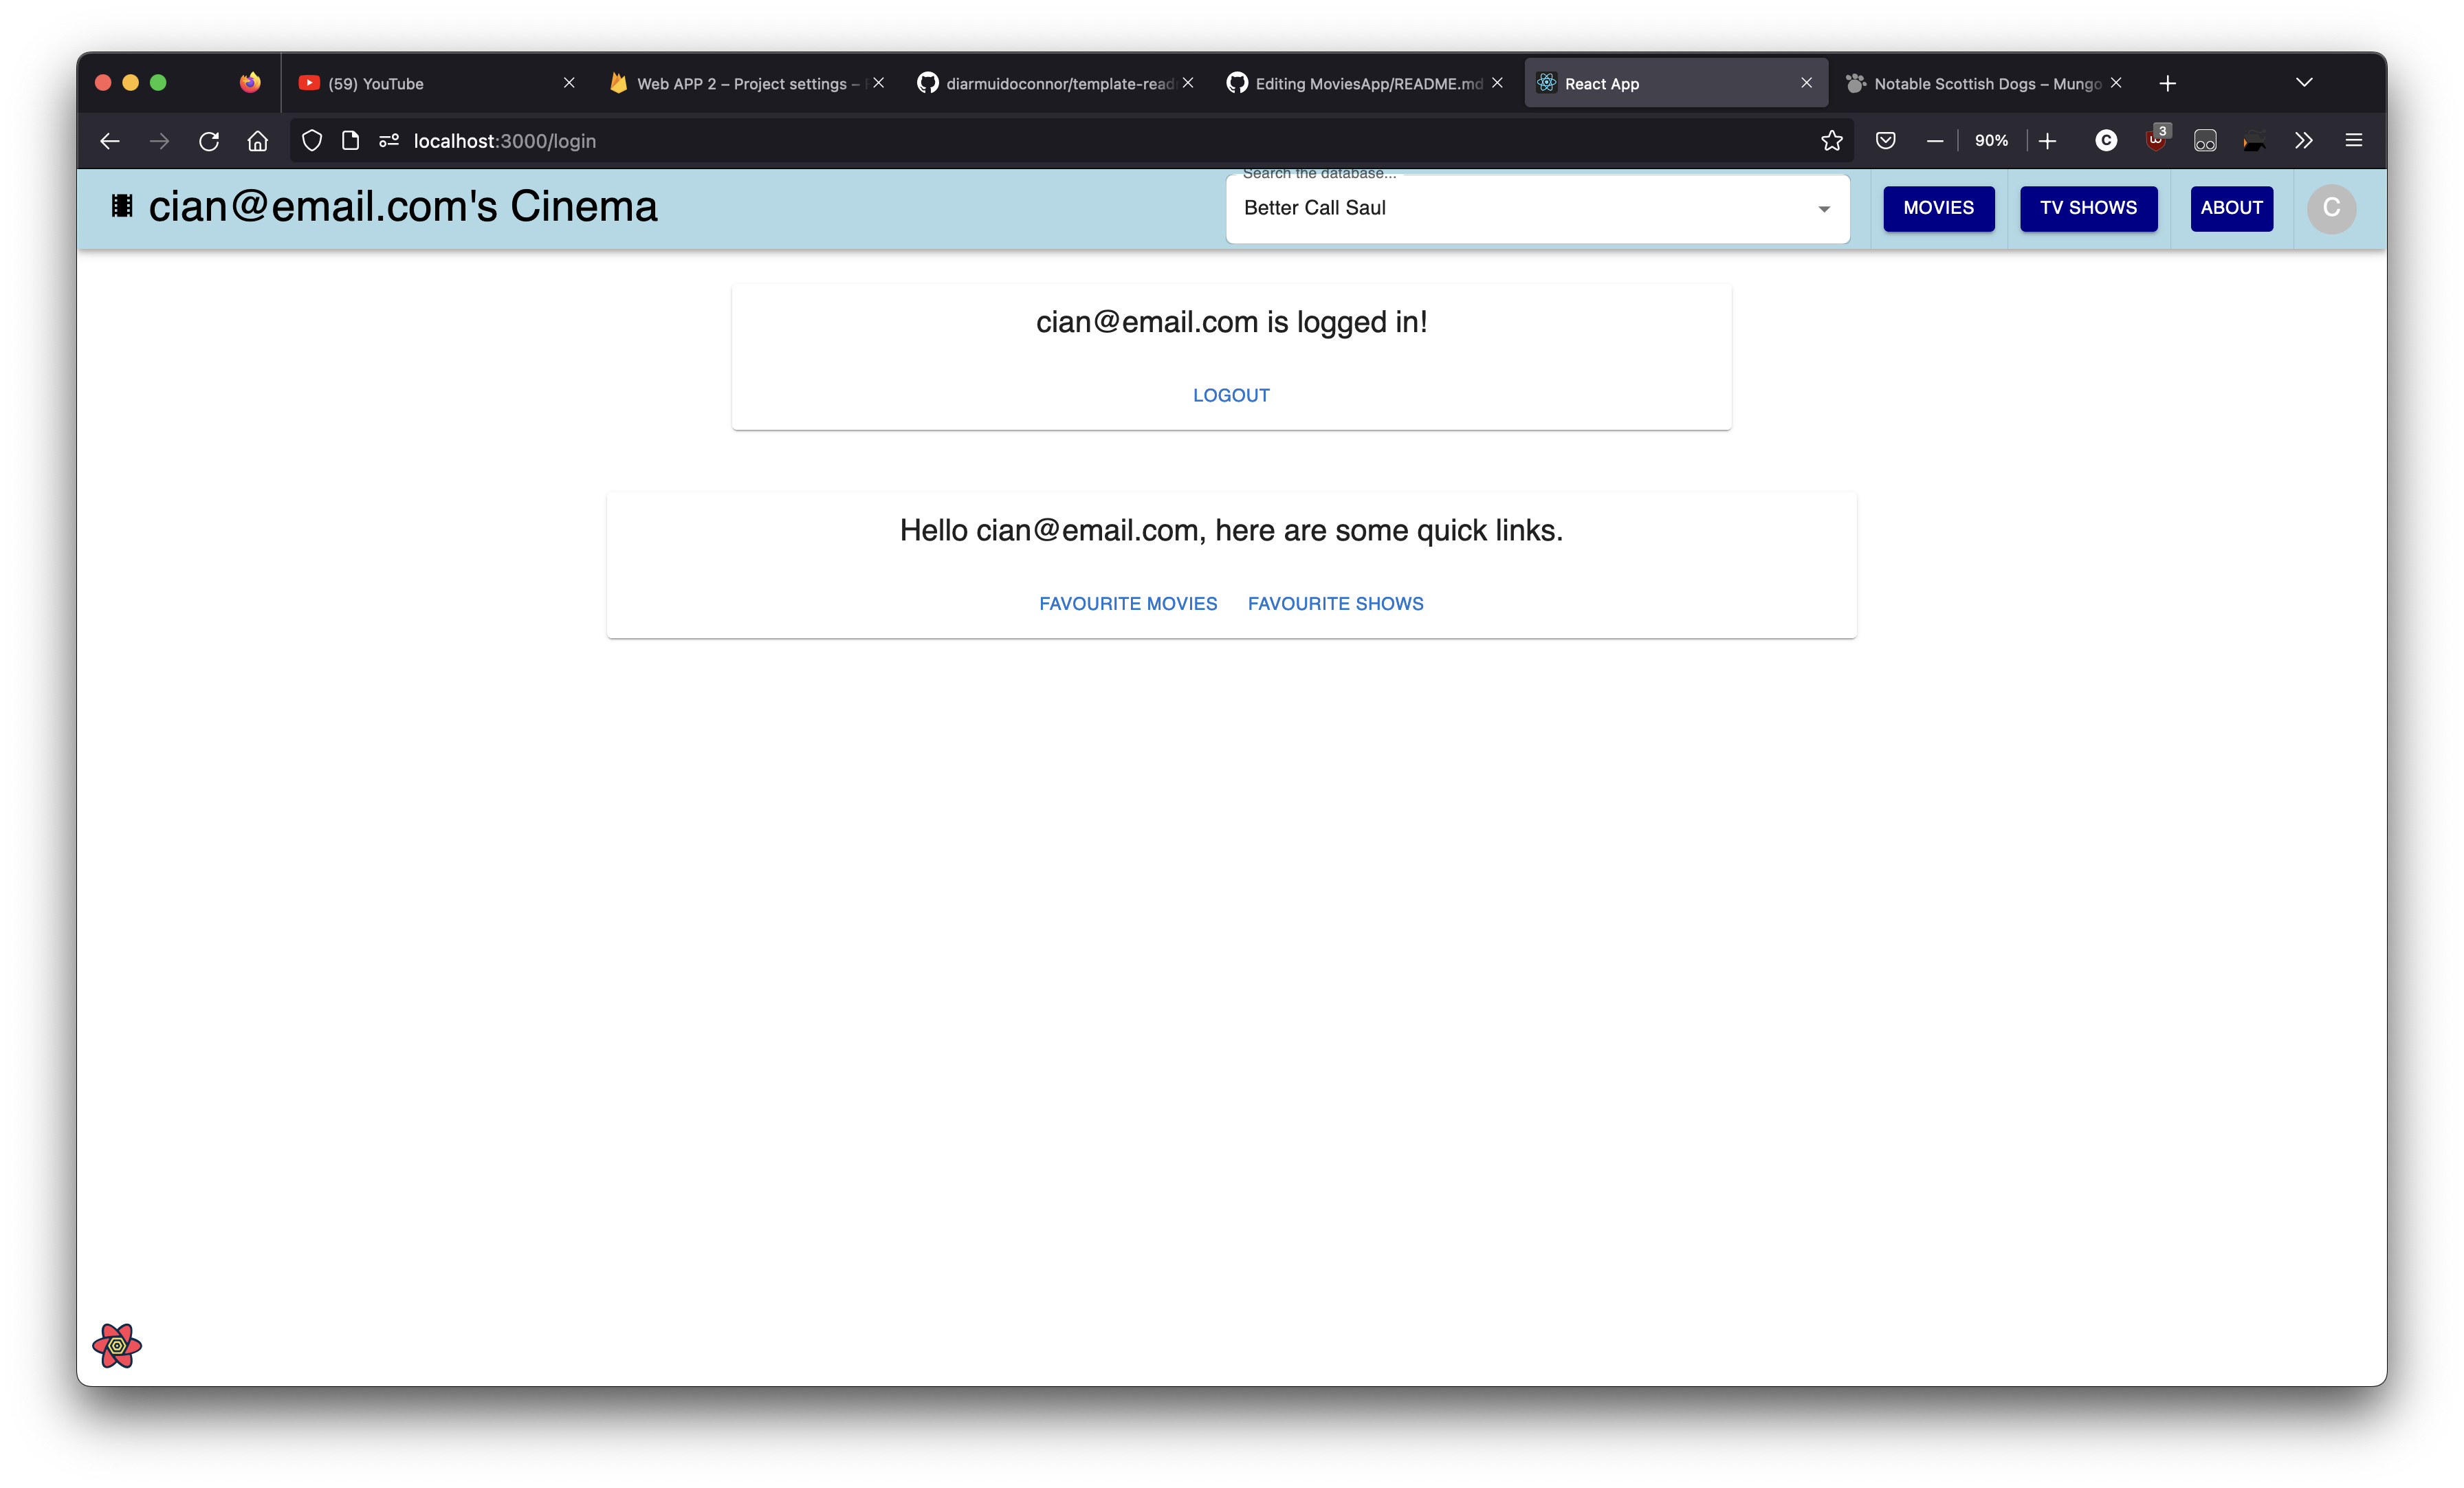 (59) YouTube
Web APP 2 – Project settings –
diarmuidoconnor/template-read
Editing MoviesApp/README.md
React App
Notable Scottish Dogs – Mungo
localhost:3000/login
90%
C
3
cian@email.com's Cinema
Search the database...
Better Call Saul
MOVIES
TV SHOWS
ABOUT
C
cian@email.com is logged in!
LOGOUT
Hello cian@email.com, here are some quick links.
FAVOURITE MOVIES FAVOURITE SHOWS